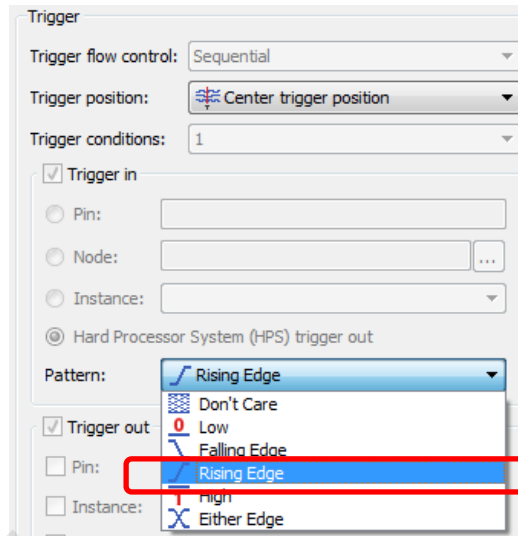 Trigger
Trigger flow control: Sequential
Trigger position: Center trigger position
Trigger conditions: 1
Trigger in
Pin:
Node: ...
Instance:
Hard Processor System (HPS) trigger out
Pattern: Rising Edge
Don't Care
0 Low
Trigger out
Falling Edge
Pin: Rising Edge
1 High
Instance:
Either Edge